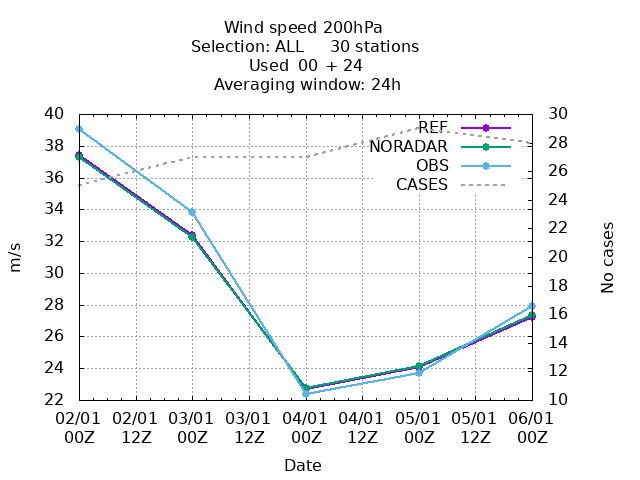 Wind speed 200hPa
Selection: ALL 30 stations
Used 00 + 24
Averaging window: 24h
40 30
REF
NORADAR
OBS
CASES
38 28
36 26
34 24
32 22
30 20
28 18
26 16
24 14
22 12
10
m/s
No cases
02/01 02/01 03/01 03/01 04/01 04/01 05/01 05/01 06/01
00Z 12Z 00Z 12Z 00Z 12Z 00Z 12Z 00Z
Date